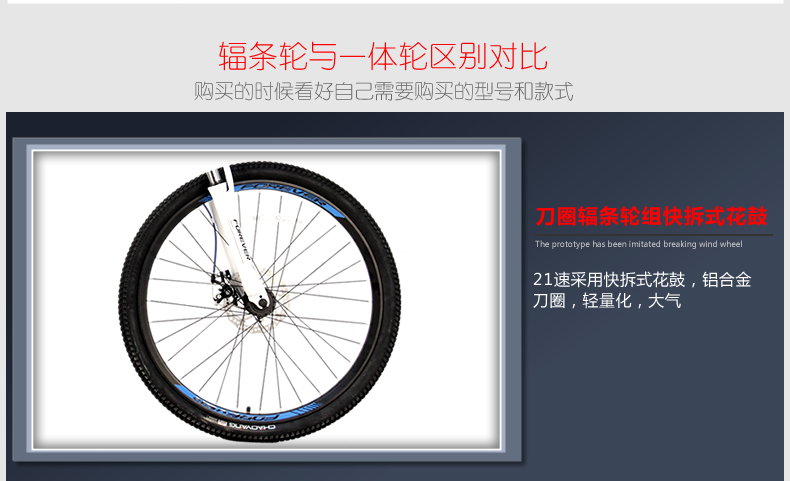 辐条轮与一体轮区别对比
购买的时候看好自己需要购买的型号和款式
FOREVER
FOREVER
CHAOYANG
刀圈辐条轮组快拆式花鼓
The prototype has been imitated breaking wind wheel
21速采用快拆式花鼓，铝合金
刀圈，轻量化，大气